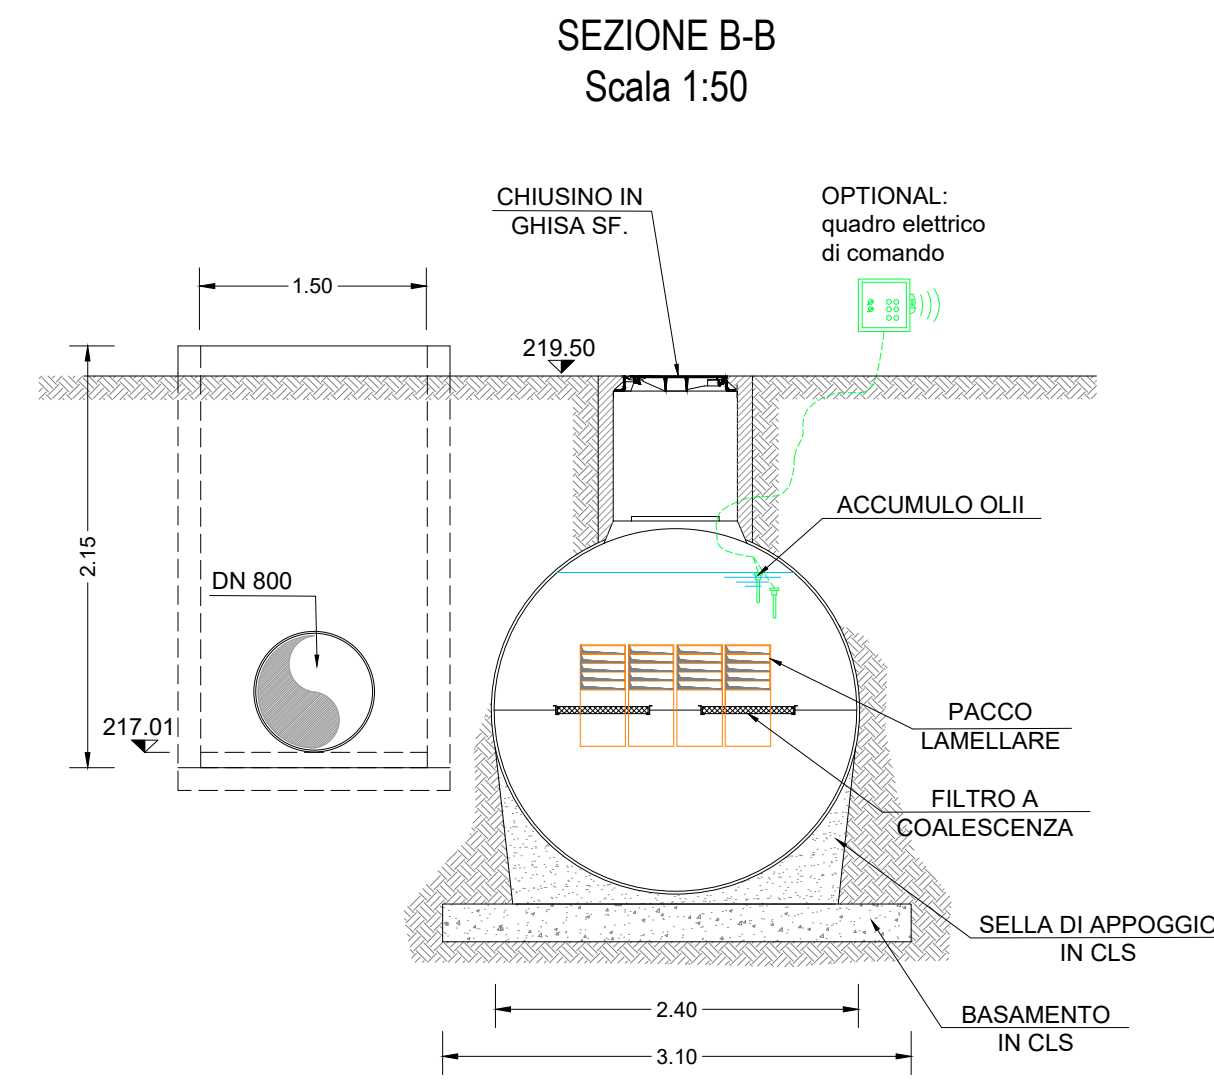 SEZIONE B-B
Scala 1:50
CHIUSINO IN
GHISA SF.
OPTIONAL:
quadro elettrico
di comando
1.50
219.50
ACCUMULO OLII
2.15
DN 800
217.01
PACCO
LAMELLARE
FILTRO A
COALESCENZA
SELLA DI APPOGGIO
IN CLS
2.40
BASAMENTO
IN CLS
3.10